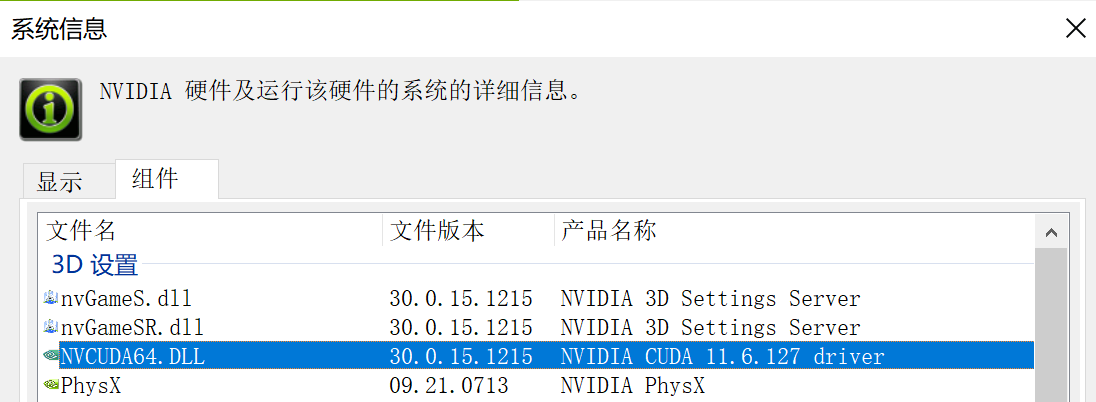 系统信息
NVIDIA 硬件及运行该硬件的系统的详细信息。
显示 组件
文件名 文件版本 产品名称
3D 设置
nvGameS.dll 30.0.15.1215 NVIDIA 3D Settings Server
nvGameSR.dll 30.0.15.1215 NVIDIA 3D Settings Server
NVCUDA64.DLL 30.0.15.1215 NVIDIA CUDA 11.6.127 driver
PhysX 09.21.0713 NVIDIA PhysX